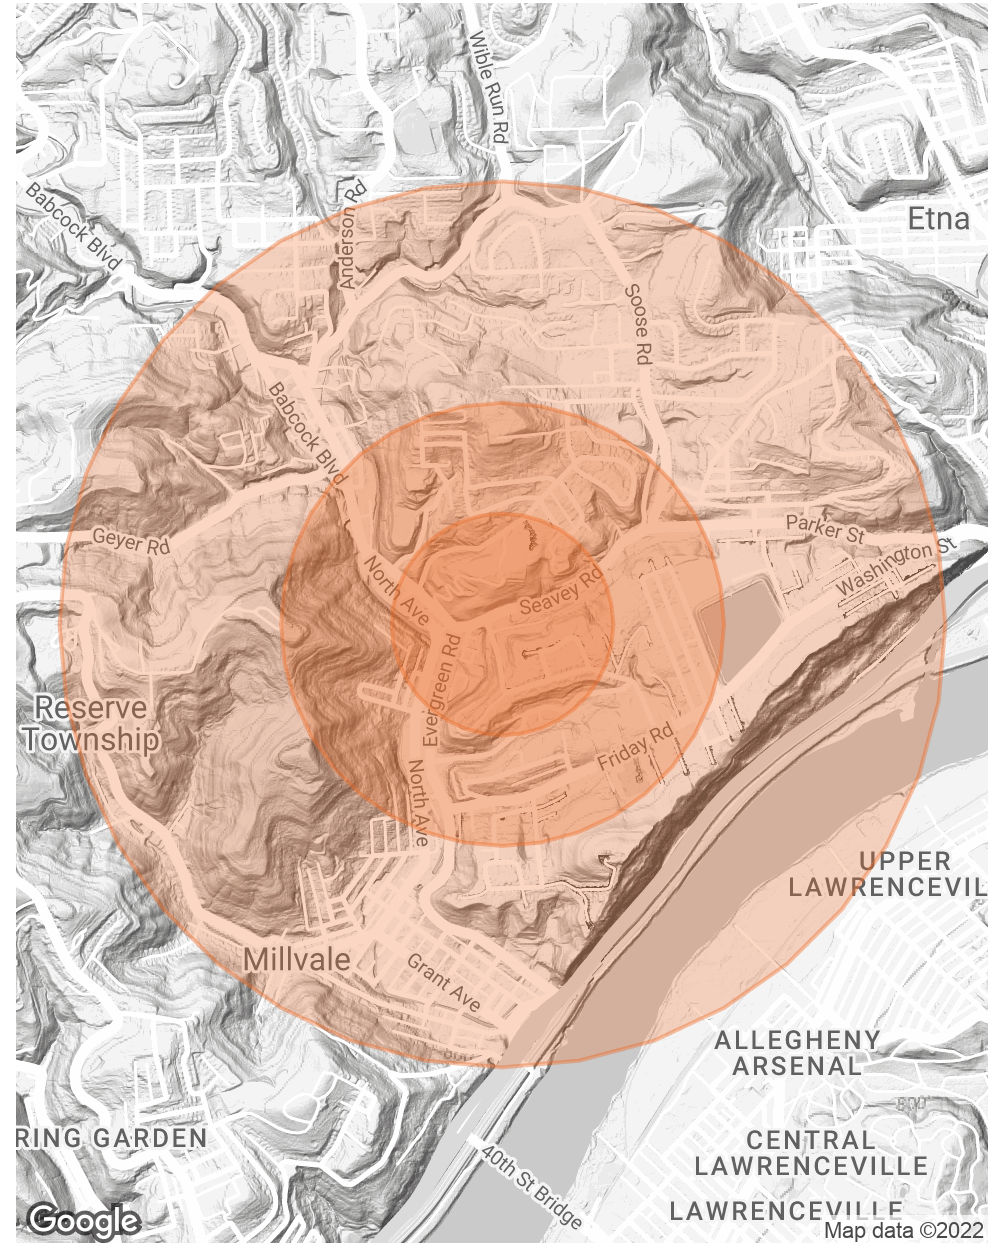 Wible Run Rd
Babcock Blvd
Anderson Rd
Etna
Soose Rd
Babcock Blvd
Geyer Rd
Parker St
Washington St
North Ave
Seavey Rd
Evergreen Rd
Reserve
Township
Friday Rd
North Ave
UPPER
LAWRENCEVIL
Millvale
Grant Ave
ALLEGHENY
ARSENAL
800'
RING GARDEN
CENTRAL
LAWRENCEVILLE
40th St Bridge
LAWRENCEVILLE
Google
Map data ©2022